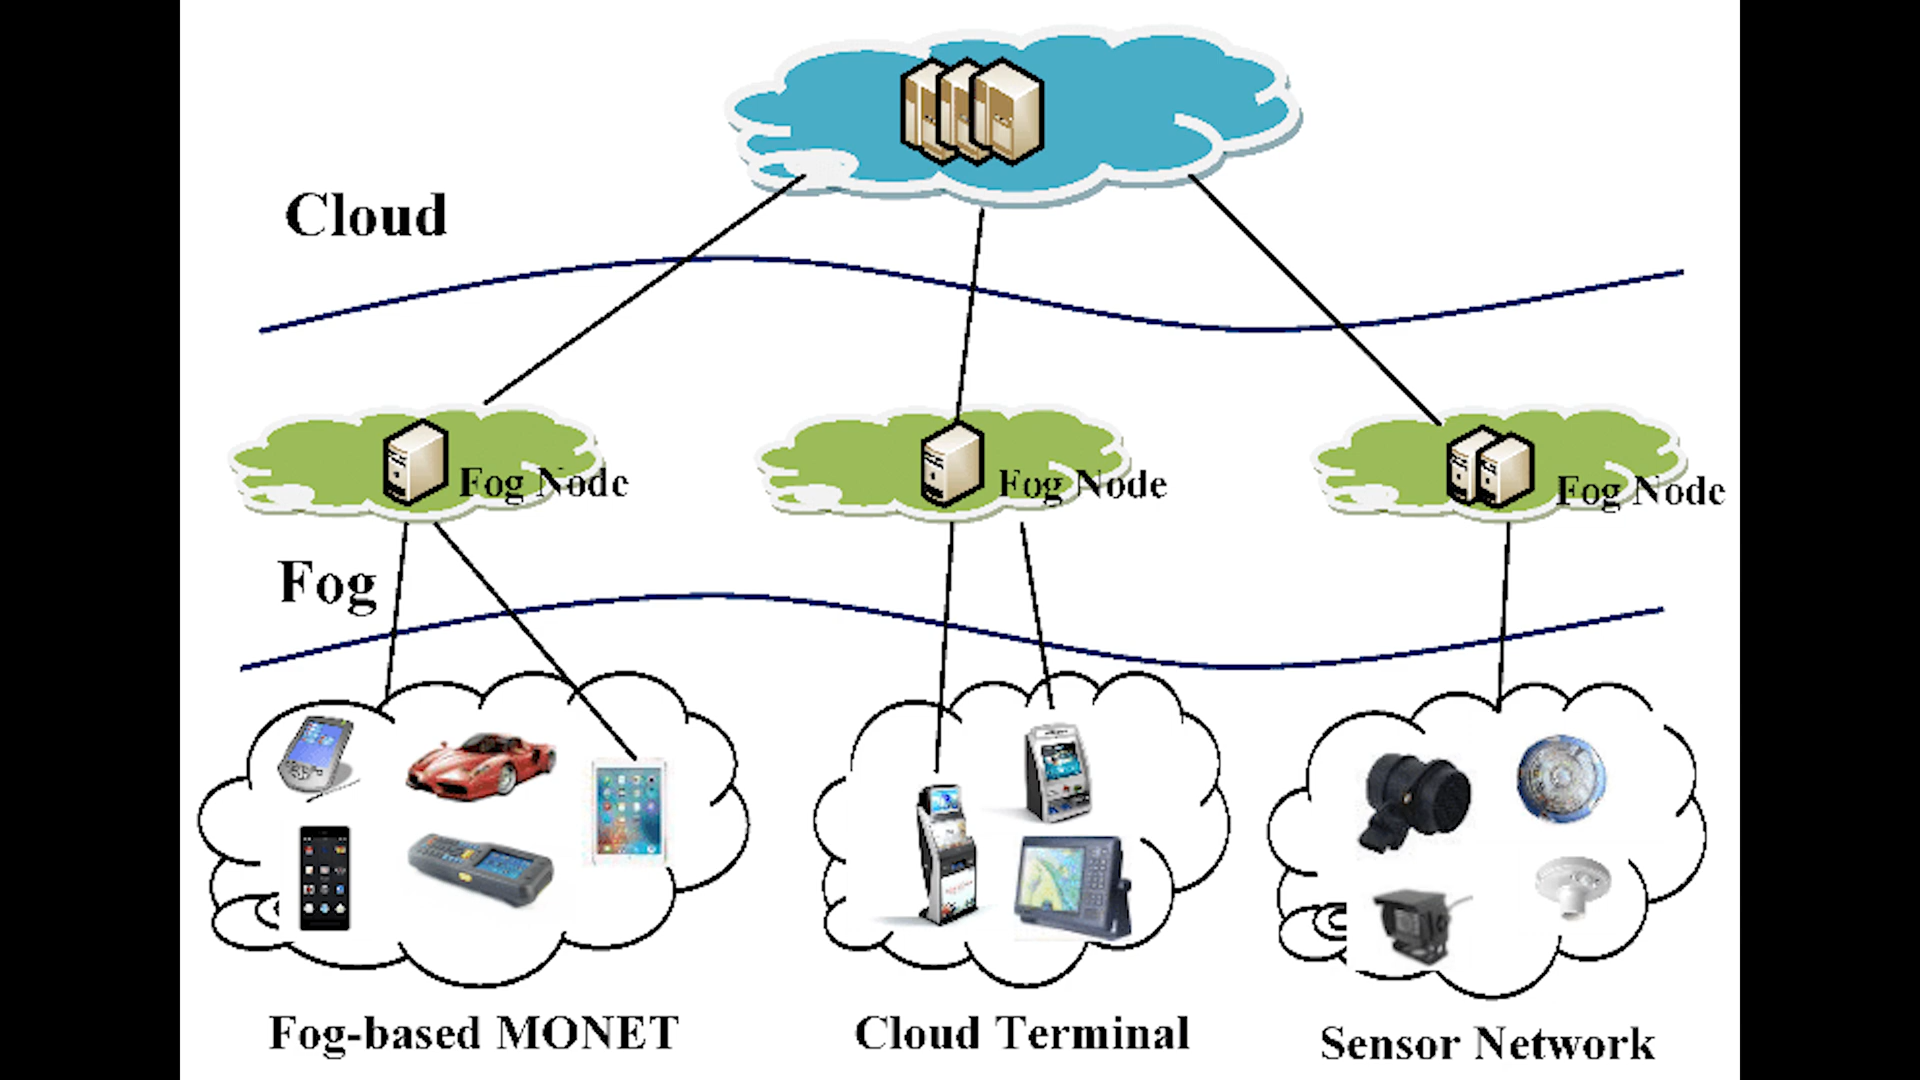 Cloud
Fog Node
Fog Node
Fog Node
Fog
Fog-based MONET
Cloud Terminal
Sensor Network